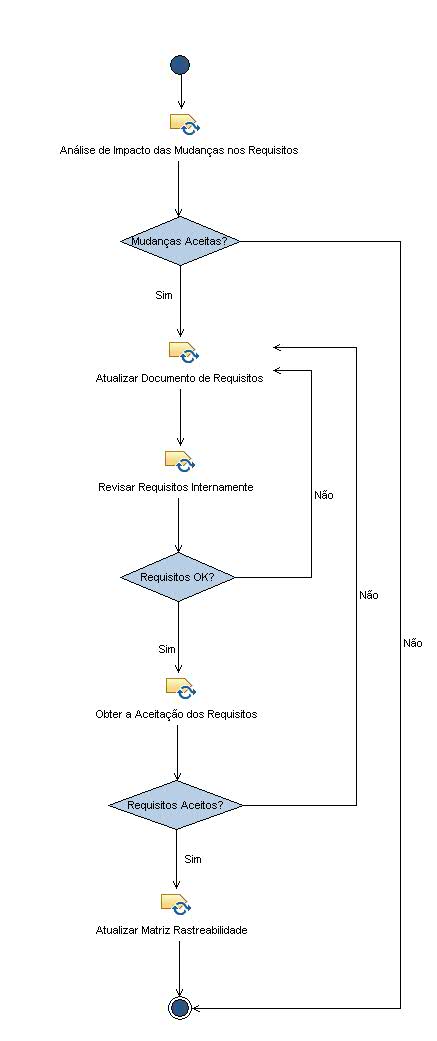 Análise de Impacto das Mudanças nos Requisitos
Mudanças Aceitas?
Sim
Atualizar Documento de Requisitos
Revisar Requisitos Internamente
Não
Requisitos OK?
Não
Não
Sim
Obter a Aceitação dos Requisitos
Requisitos Aceitos?
Sim
Atualizar Matriz Rastreabilidade